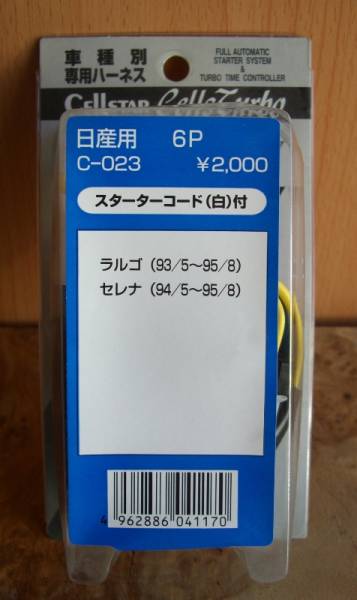 車種別
専用ハーネス
FULL AUTOMATIC
STARTER SYSTEM
&
TURBO TIME CONTROLLER
CELLSTAR Cello Turbo
日産用 6P
C-023 ¥2,000
スターターコード(白)付
ラルゴ(93/5〜95/8)
セレナ(94/5〜95/8)
4 962886 041170